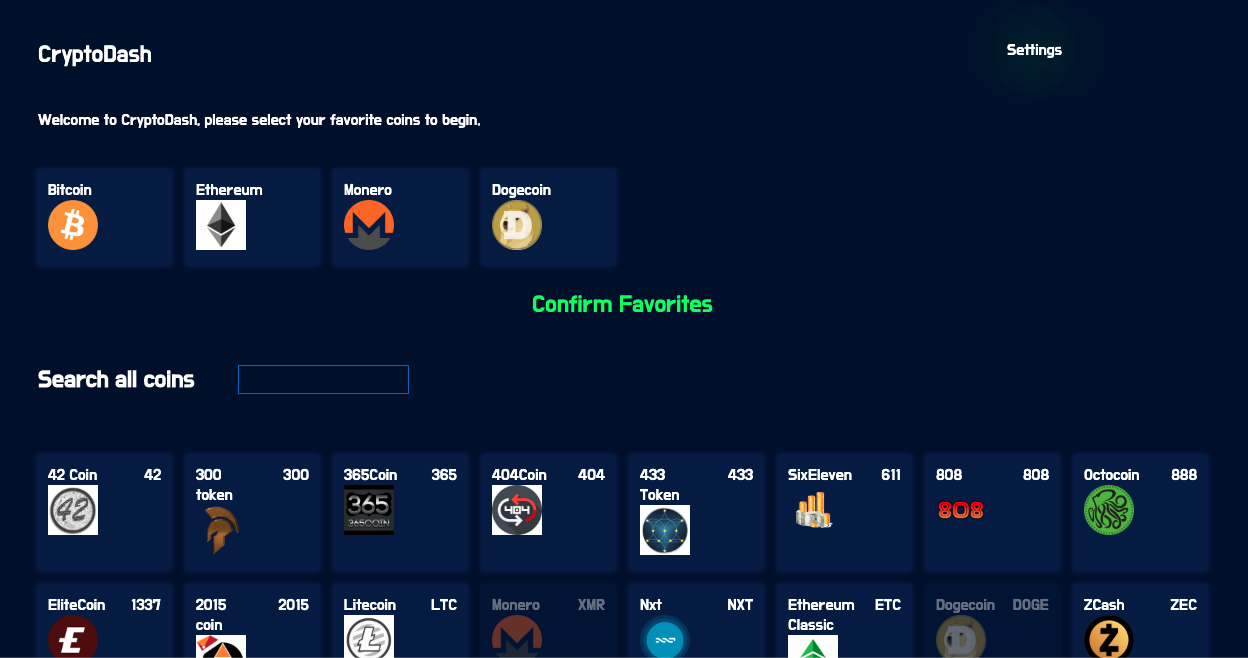 CryptoDash
Settings
Welcome to CryptoDash, please select your favorite coins to begin.
Bitcoin
Ethereum
Monero
Dogecoin
Confirm Favorites
Search all coins
42 Coin 42
42
300 300
token
365Coin 365
365
365COIN
404Coin 404
404
433 433
Token
SixEleven 611
808 808
808
Octocoin 888
EliteCoin 1337
2015 2015
coin
Litecoin LTC
Monero XMR
Nxt NXT
Ethereum ETC
Classic
Dogecoin DOGE
ZCash ZEC